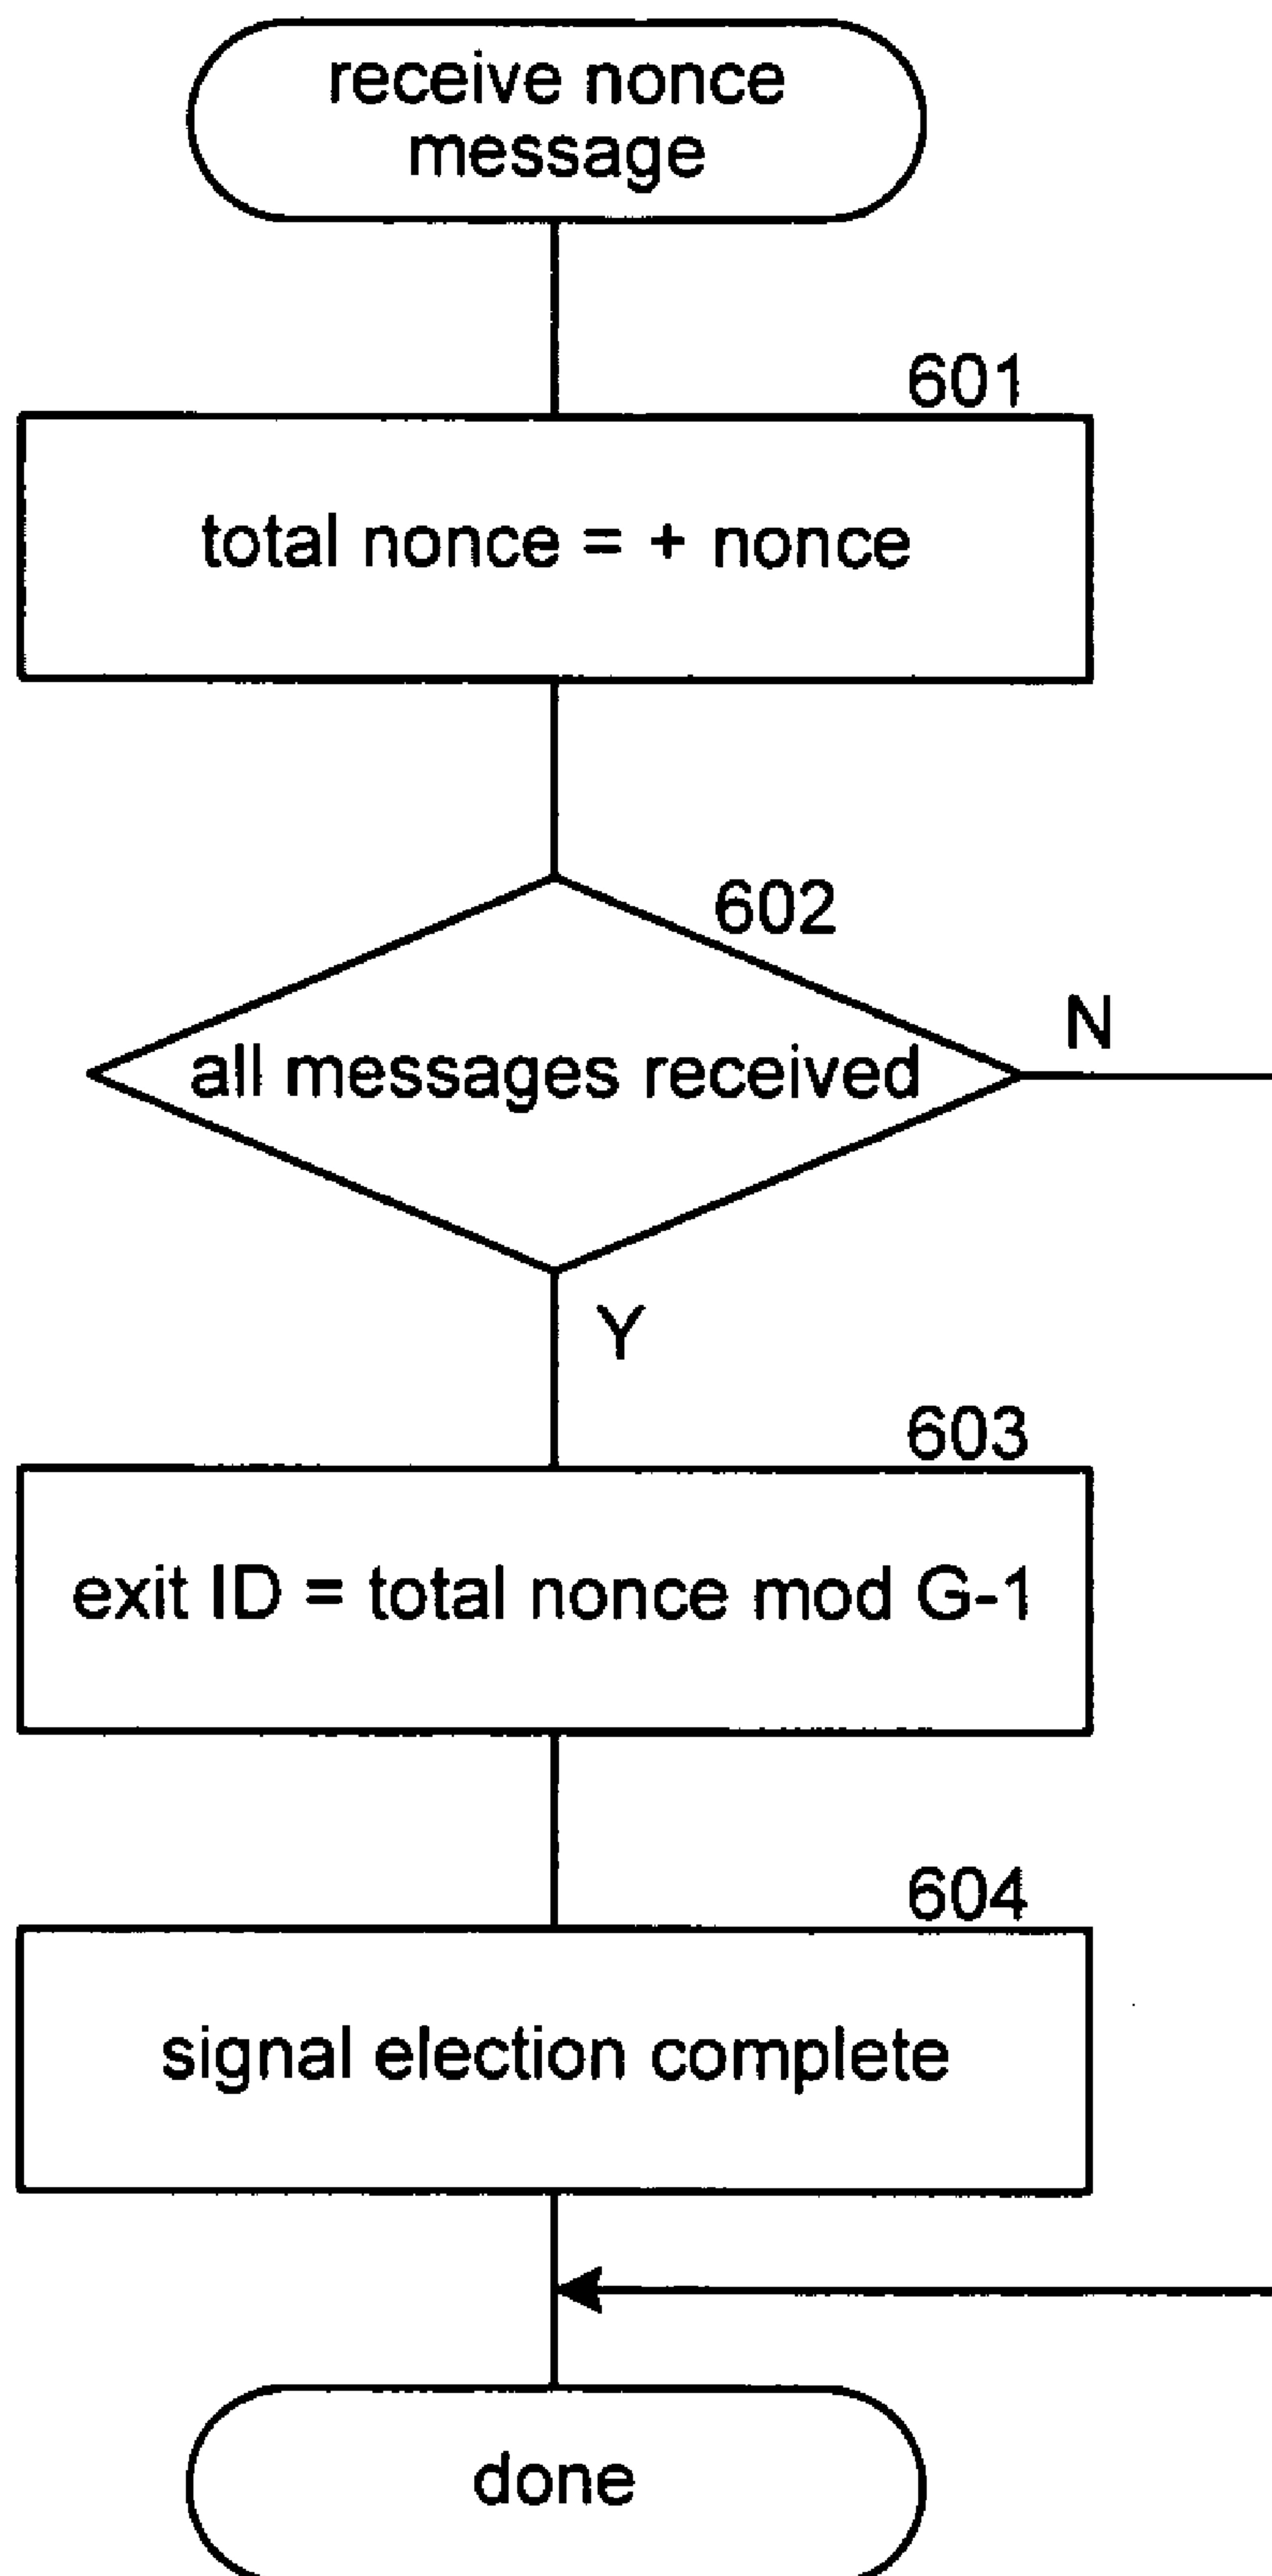 receive nonce
message
601
total nonce = + nonce
602
all messages received
N
Y
603
exit ID = total nonce mod G-1
604
signal election complete
done